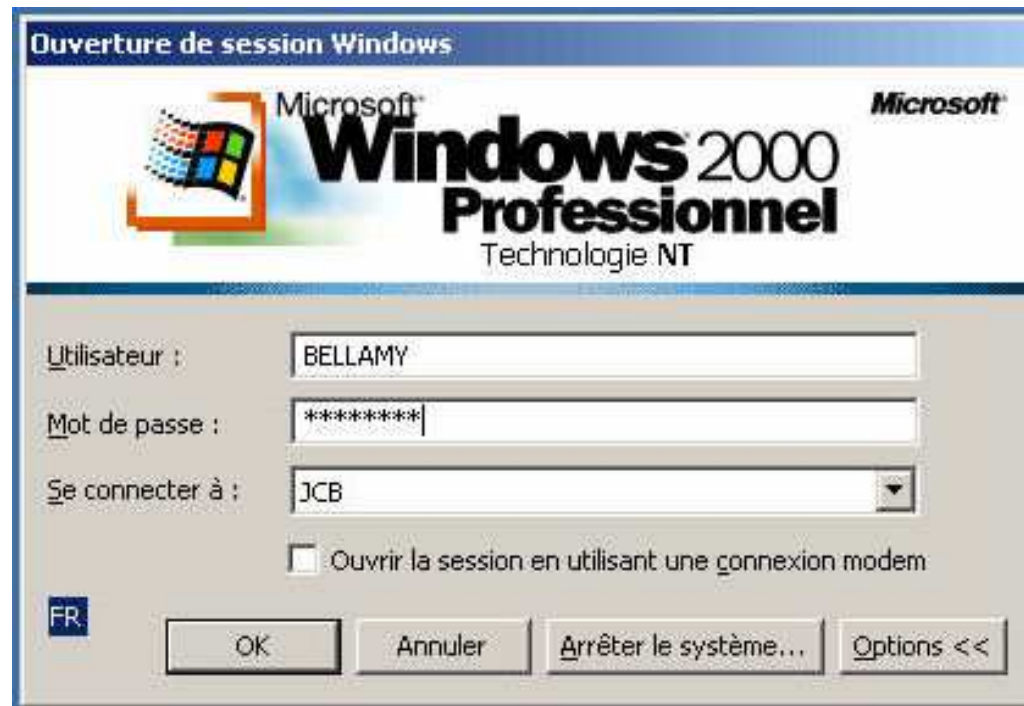 Ouverture de session Windows
Microsoft
Microsoft
Windows 2000
Professionnel
Technologie NT
Utilisateur :
BELLAMY
Mot de passe :
********
Se connecter à :
JCB
Ouvrir la session en utilisant une connexion modem
FR
OK
Annuler
Arrêter le système...
Options <<